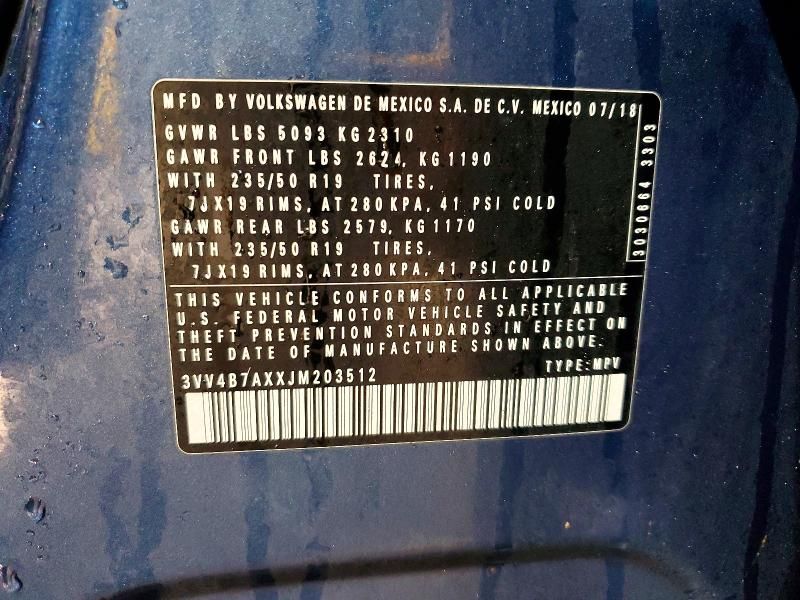 MFD BY VOLKSWAGEN DE MEXICO S.A. DE C.V. MEXICO 07/18
GVWR LBS 5093 KG 2310
GAWR FRONT LBS 2624, KG 1190
WITH 235/50 R19 TIRES,
7JX19 RIMS, AT 280 KPA, 41 PSI COLD
GAWR REAR LBS 2579, KG 1170
WITH 235/50 R19 TIRES,
7JX19 RIMS, AT 280 KPA, 41 PSI COLD
3030664 3303
THIS VEHICLE CONFORMS TO ALL APPLICABLE
U.S. FEDERAL MOTOR VEHICLE SAFETY AND
THEFT PREVENTION STANDARDS IN EFFECT ON
THE DATE OF MANUFACTURE SHOWN ABOVE.
3VV4B7AXXJM203512 TYPE: MPV